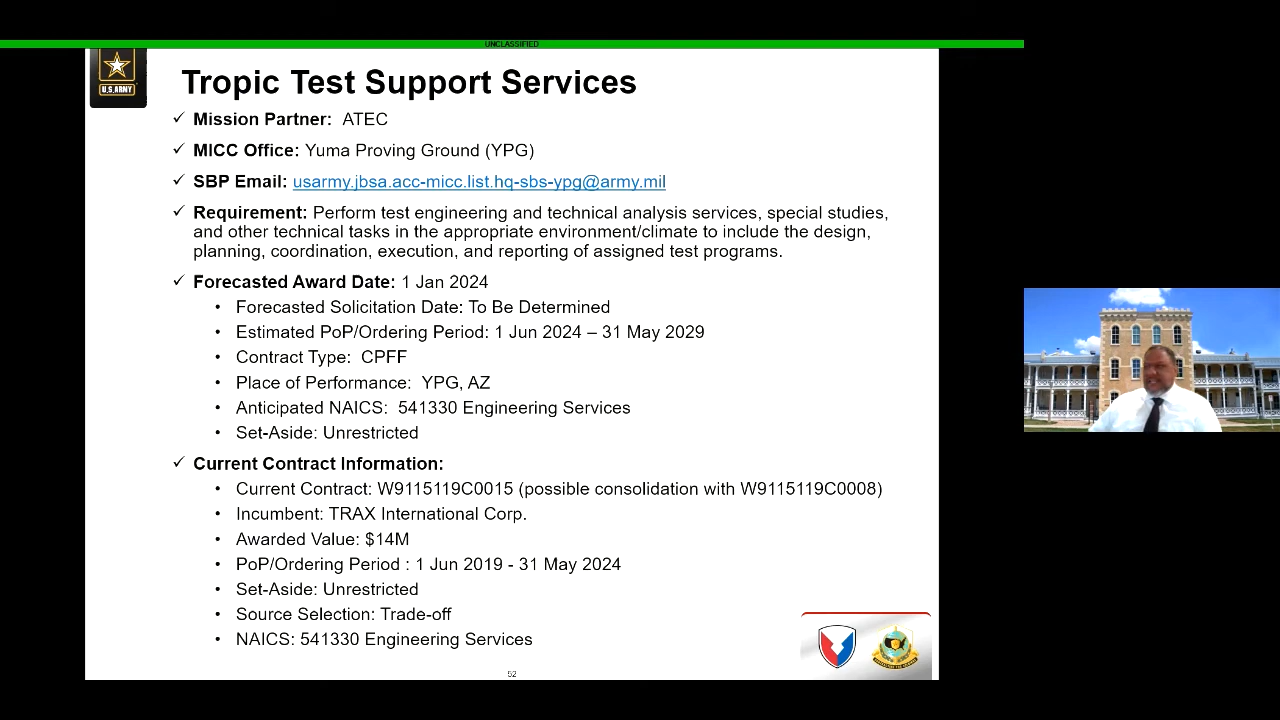 UNCLASSIFIED
U.S.ARMY
Tropic Test Support Services
✓ Mission Partner: ATEC
✓ MICC Office: Yuma Proving Ground (YPG)
✓ SBP Email: usarmy.jbsa.acc-micc.list.hq-sbs-ypg@army.mil
✓ Requirement: Perform test engineering and technical analysis services, special studies,
and other technical tasks in the appropriate environment/climate to include the design,
planning, coordination, execution, and reporting of assigned test programs.
✓ Forecasted Award Date: 1 Jan 2024
• Forecasted Solicitation Date: To Be Determined
• Estimated PoP/Ordering Period: 1 Jun 2024 – 31 May 2029
• Contract Type: CPFF
• Place of Performance: YPG, AZ
• Anticipated NAICS: 541330 Engineering Services
• Set-Aside: Unrestricted
✓ Current Contract Information:
• Current Contract: W9115119C0015 (possible consolidation with W9115119C0008)
• Incumbent: TRAX International Corp.
• Awarded Value: $14M
• PoP/Ordering Period : 1 Jun 2019 - 31 May 2024
• Set-Aside: Unrestricted
• Source Selection: Trade-off
• NAICS: 541330 Engineering Services
52